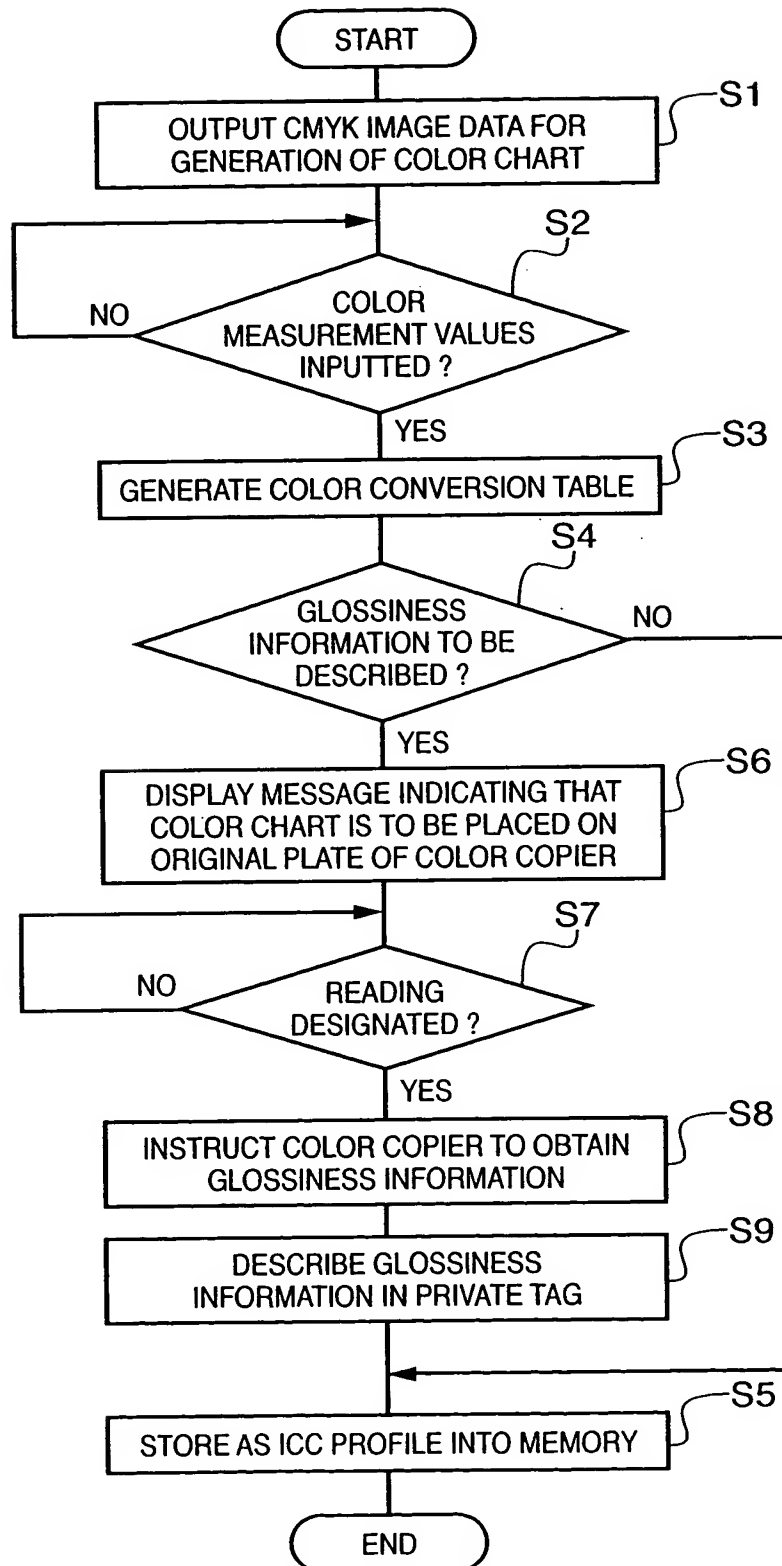 START
S1
OUTPUT CMYK IMAGE DATA FOR
GENERATION OF COLOR CHART
S2
COLOR
MEASUREMENT VALUES
INPUTTED ?
NO
YES
S3
GENERATE COLOR CONVERSION TABLE
S4
GLOSSINESS
INFORMATION TO BE
DESCRIBED ?
NO
YES
S6
DISPLAY MESSAGE INDICATING THAT
COLOR CHART IS TO BE PLACED ON
ORIGINAL PLATE OF COLOR COPIER
S7
READING
DESIGNATED ?
NO
YES
S8
INSTRUCT COLOR COPIER TO OBTAIN
GLOSSINESS INFORMATION
S9
DESCRIBE GLOSSINESS
INFORMATION IN PRIVATE TAG
S5
STORE AS ICC PROFILE INTO MEMORY
END